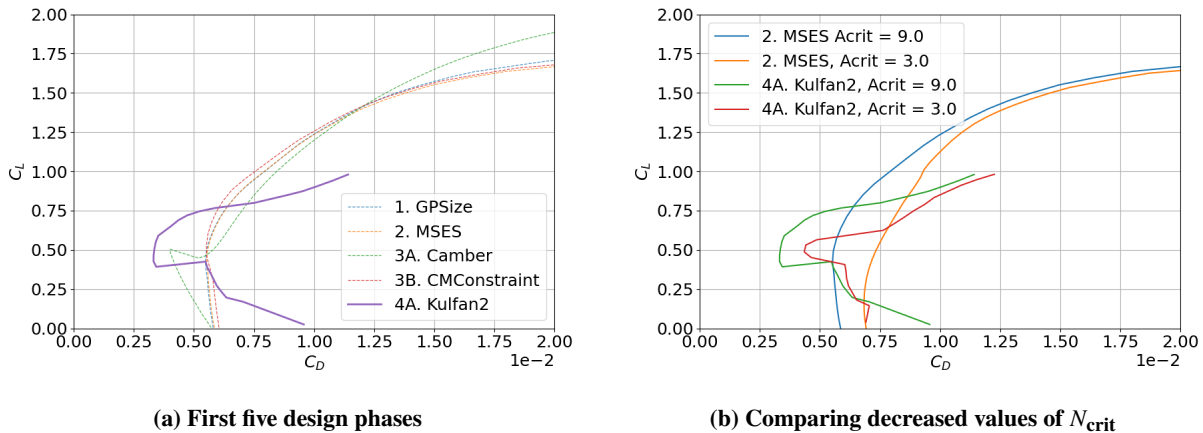 2.00
1.75
1.50
1.25
1.00
0.75
0.50
0.25
0.00
C_L
0.00 0.25 0.50 0.75 1.00 1.25 1.50 1.75 2.00
1e−2
C_D
1. GPSize
2. MSES
3A. Camber
3B. CMConstraint
4A. Kulfan2
(a) First five design phases
2.00
1.75
1.50
1.25
1.00
0.75
0.50
0.25
0.00
C_L
0.00 0.25 0.50 0.75 1.00 1.25 1.50 1.75 2.00
1e−2
C_D
2. MSES Acrit = 9.0
2. MSES, Acrit = 3.0
4A. Kulfan2, Acrit = 9.0
4A. Kulfan2, Acrit = 3.0
(b) Comparing decreased values of N_crit